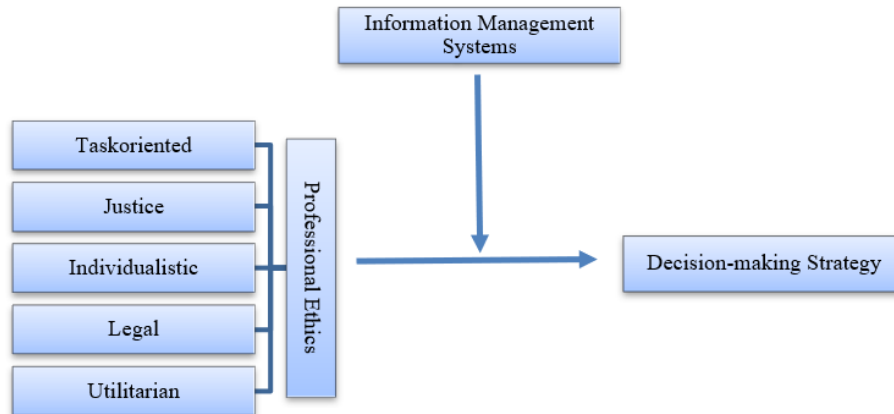 Information Management
Systems
Taskoriented
Justice
Individualistic
Legal
Utilitarian
Professional Ethics
Decision-making Strategy